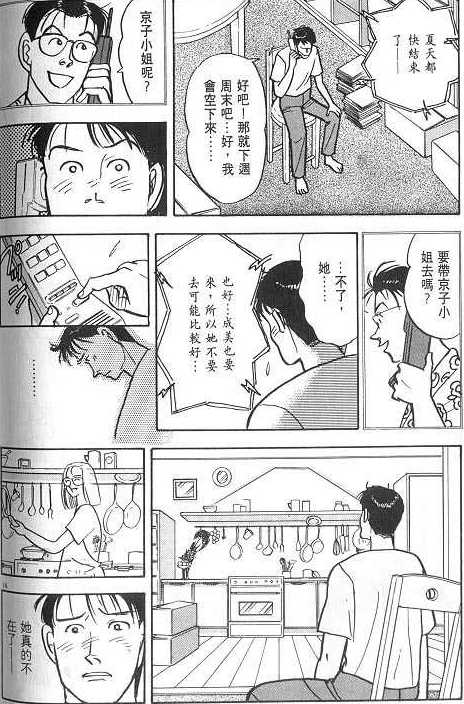 夏天都
快結束
了——
好吧！那就下週
周末吧…好，我
會空下來……
京子小姐呢？
要帶京子小
姐去嗎？
…不了，
她……
也好…成美也要
來，所以她不要
去可能比較好…
………
她真的不
在了——